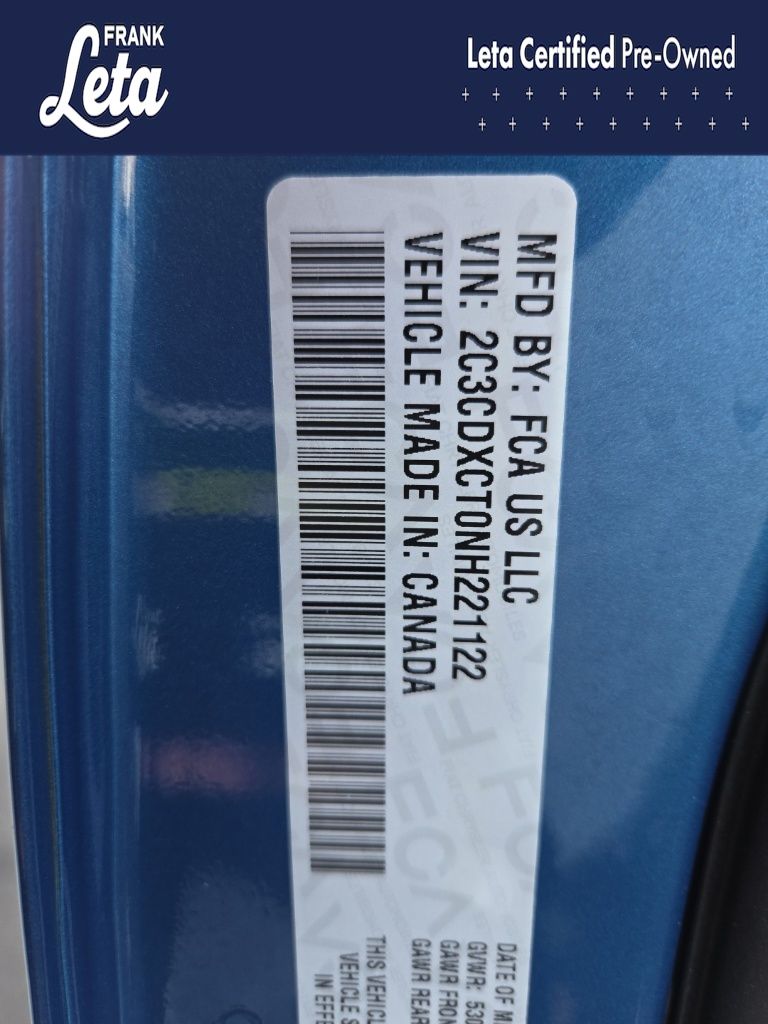 FRANK
Leta
Leta Certified Pre-Owned
MFD BY: FCA US LLC
VIN: 2C3CDXCT0NH221122
VEHICLE MADE IN: CANADA
DATE OF M
GVWR: 530
GAWR FRON
GAWR REAR
THIS VEHICL
VEHICLE S
IN EFFE